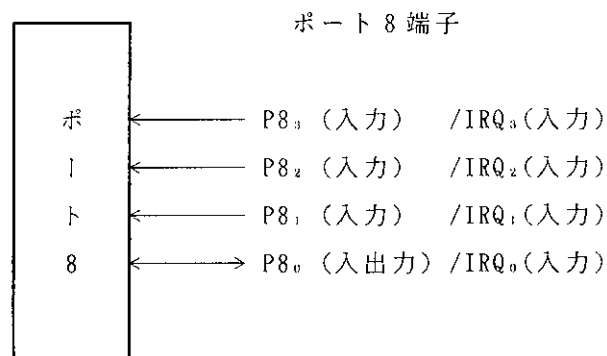 ポート8端子
ポート8
P8₃ (入力) /IRQ₃(入力)
P8₂ (入力) /IRQ₂(入力)
P8₁ (入力) /IRQ₁(入力)
P8₀ (入出力) /IRQ₀(入力)